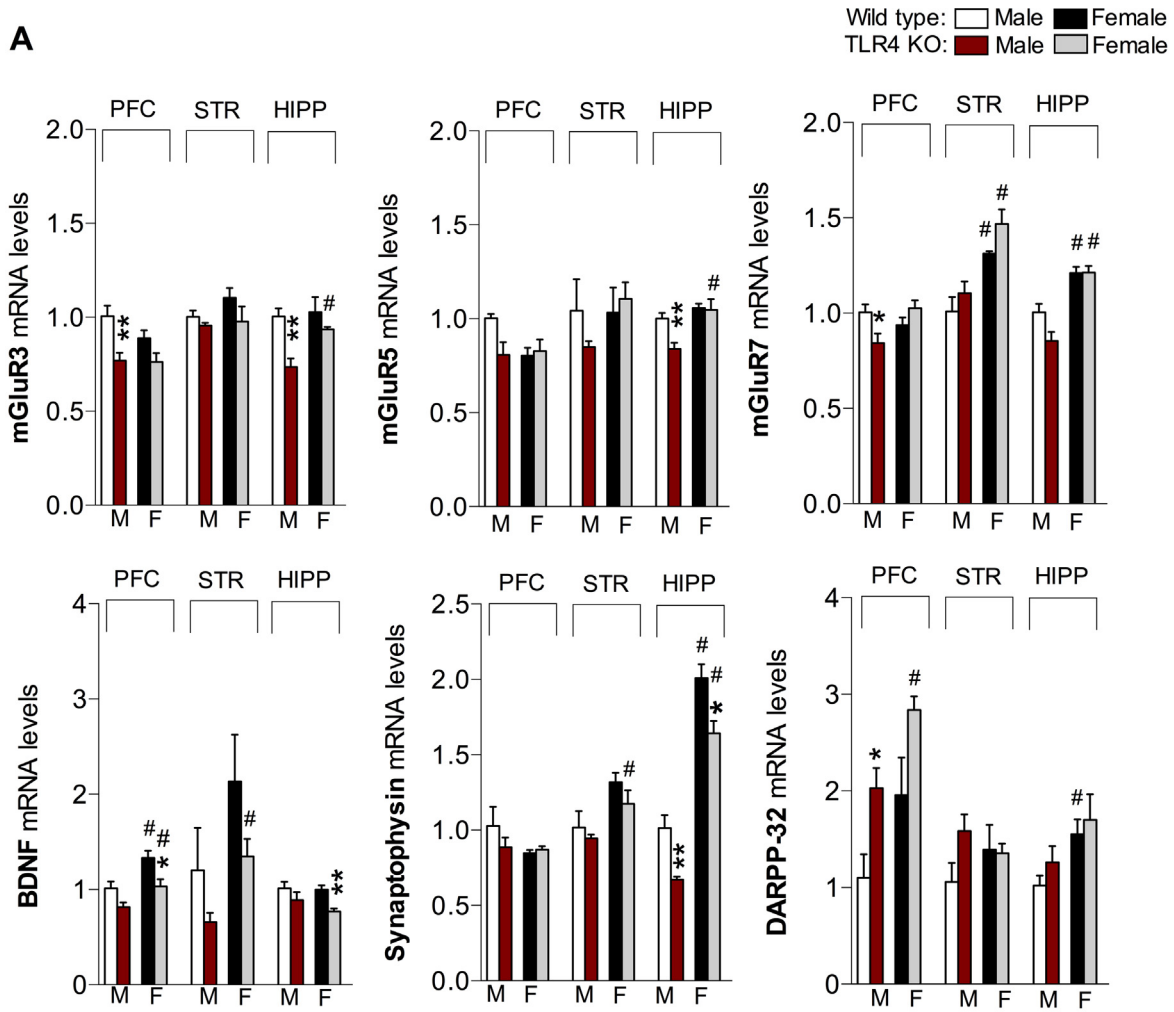 A
Wild type: Male Female
TLR4 KO: Male Female
PFC STR HIPP
mGluR3 mRNA levels
2.0
1.5
1.0
0.5
0.0
** ** #
M F M F M F
PFC STR HIPP
mGluR5 mRNA levels
2.0
1.5
1.0
0.5
0.0
** #
M F M F M F
PFC STR HIPP
mGluR7 mRNA levels
2.0
1.5
1.0
0.5
0.0
* # # # #
M F M F M F
PFC STR HIPP
BDNF mRNA levels
4
3
2
1
0
# # * # **
M F M F M F
PFC STR HIPP
Synaptophysin mRNA levels
2.5
2.0
1.5
1.0
0.5
0.0
# ** # # *
M F M F M F
PFC STR HIPP
DARPP-32 mRNA levels
4
3
2
1
0
* # #
M F M F M F